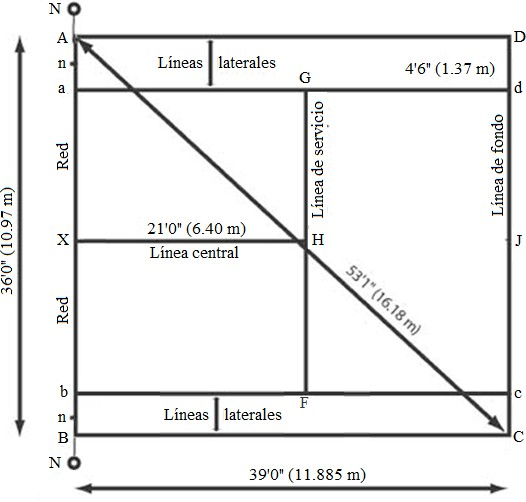 N
A
D
n
Líneas laterales
4'6" (1.37 m)
G
a
d
Red
Línea de servicio
Línea de fondo
36'0" (10.97 m)
21'0" (6.40 m)
X
H
J
Línea central
53'1" (16.18 m)
Red
b
c
F
n
Líneas laterales
B
C
N
39'0" (11.885 m)